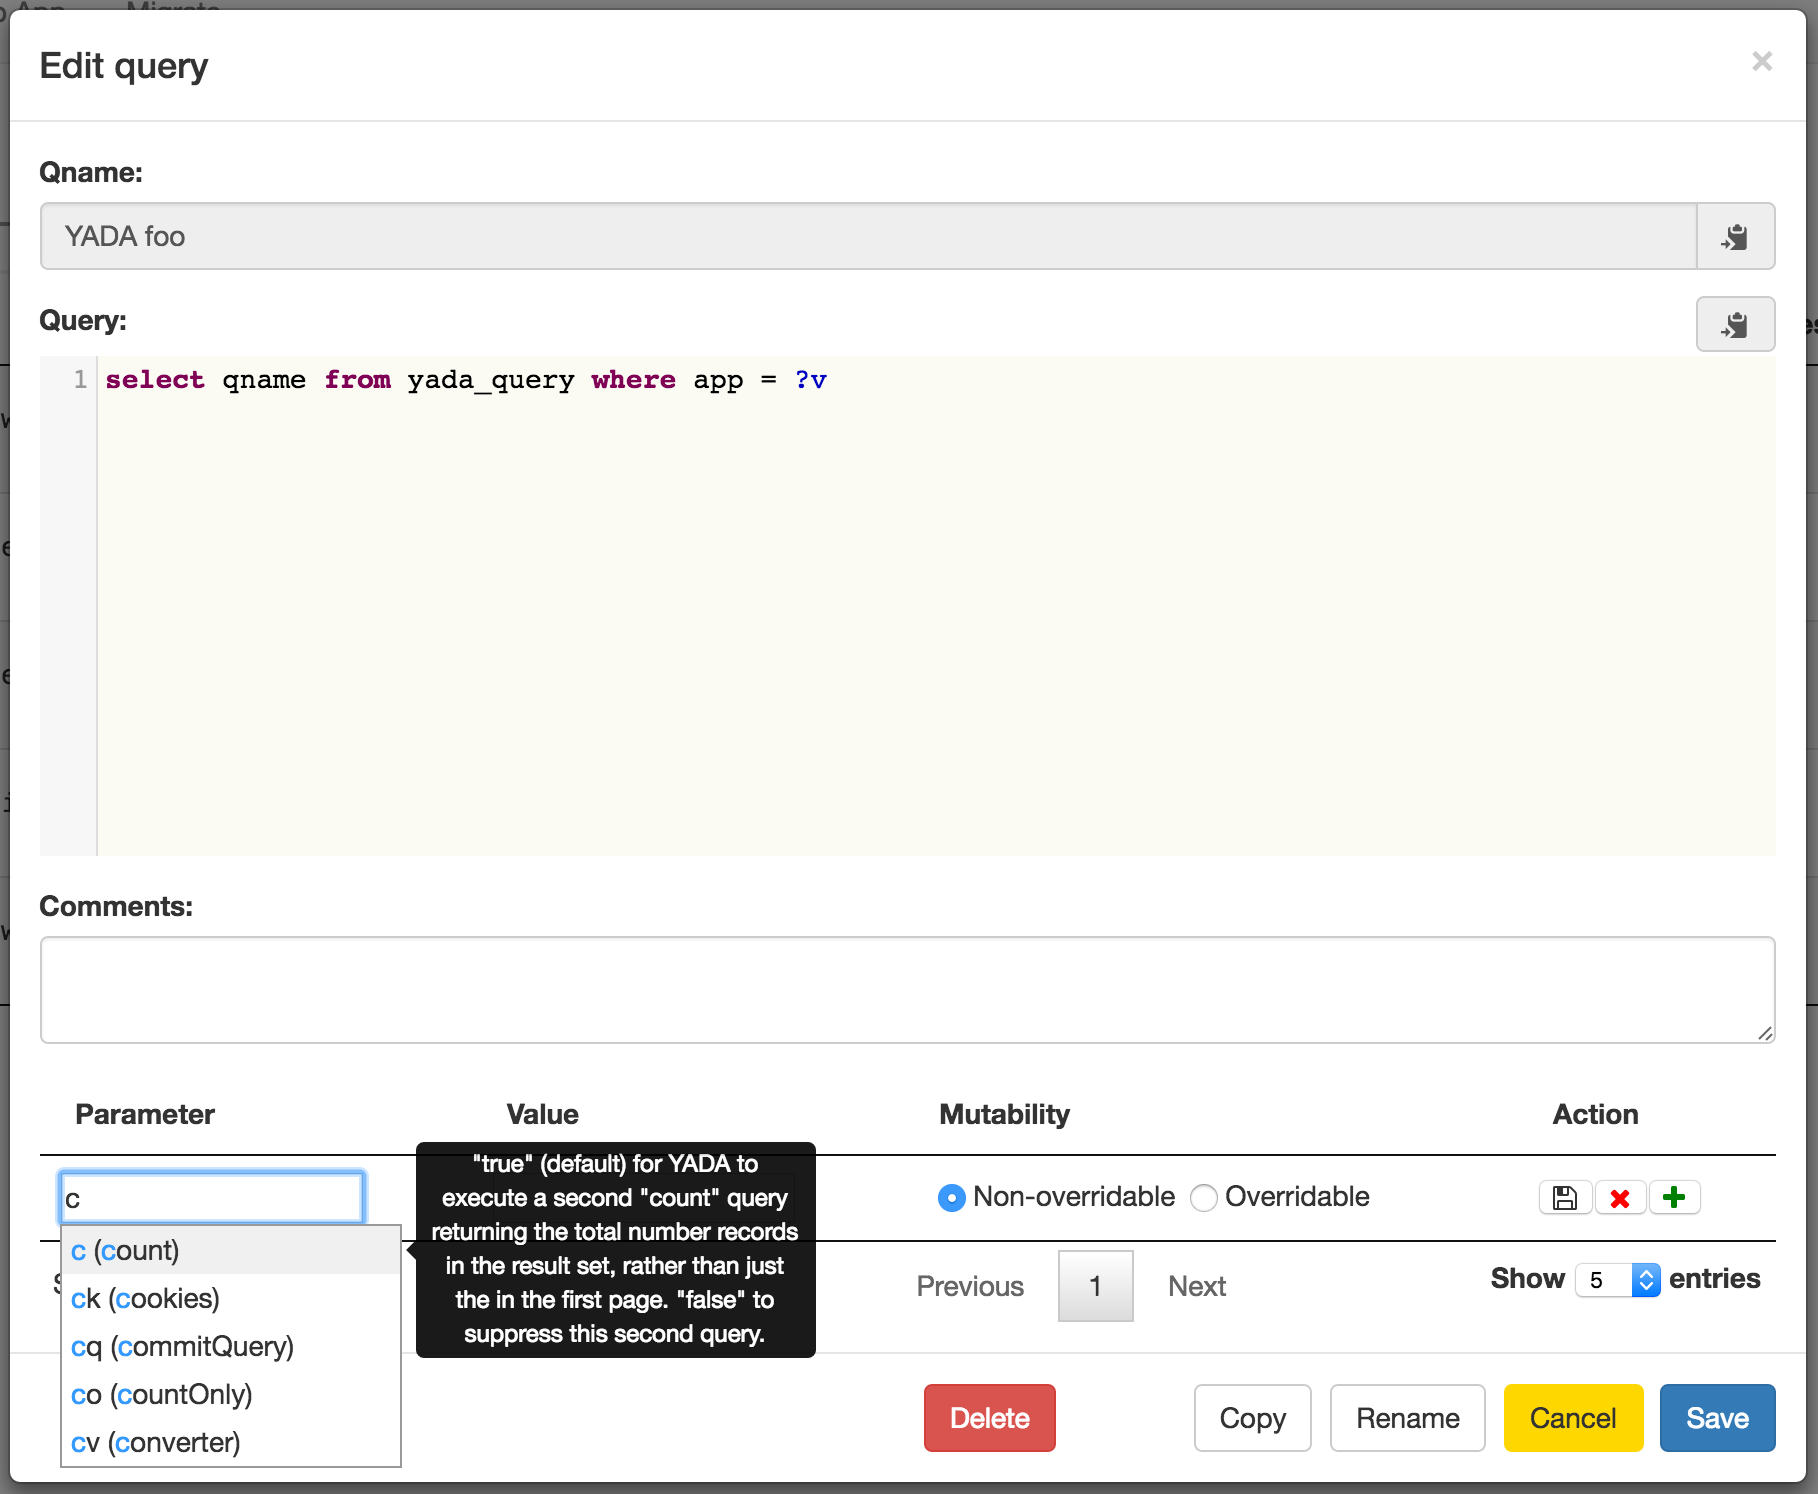 Edit query
×
Qname:
YADA foo
Query:
1 select qname from yada_query where app = ?v
Comments:
Parameter Value Mutability Action
c
Non-overridable Overridable
c (count)
ck (cookies)
cq (commitQuery)
co (countOnly)
cv (converter)
"true" (default) for YADA to
execute a second "count" query
returning the total number records
in the result set, rather than just
the in the first page. "false" to
suppress this second query.
Previous 1 Next
Show 5 entries
Delete Copy Rename Cancel Save